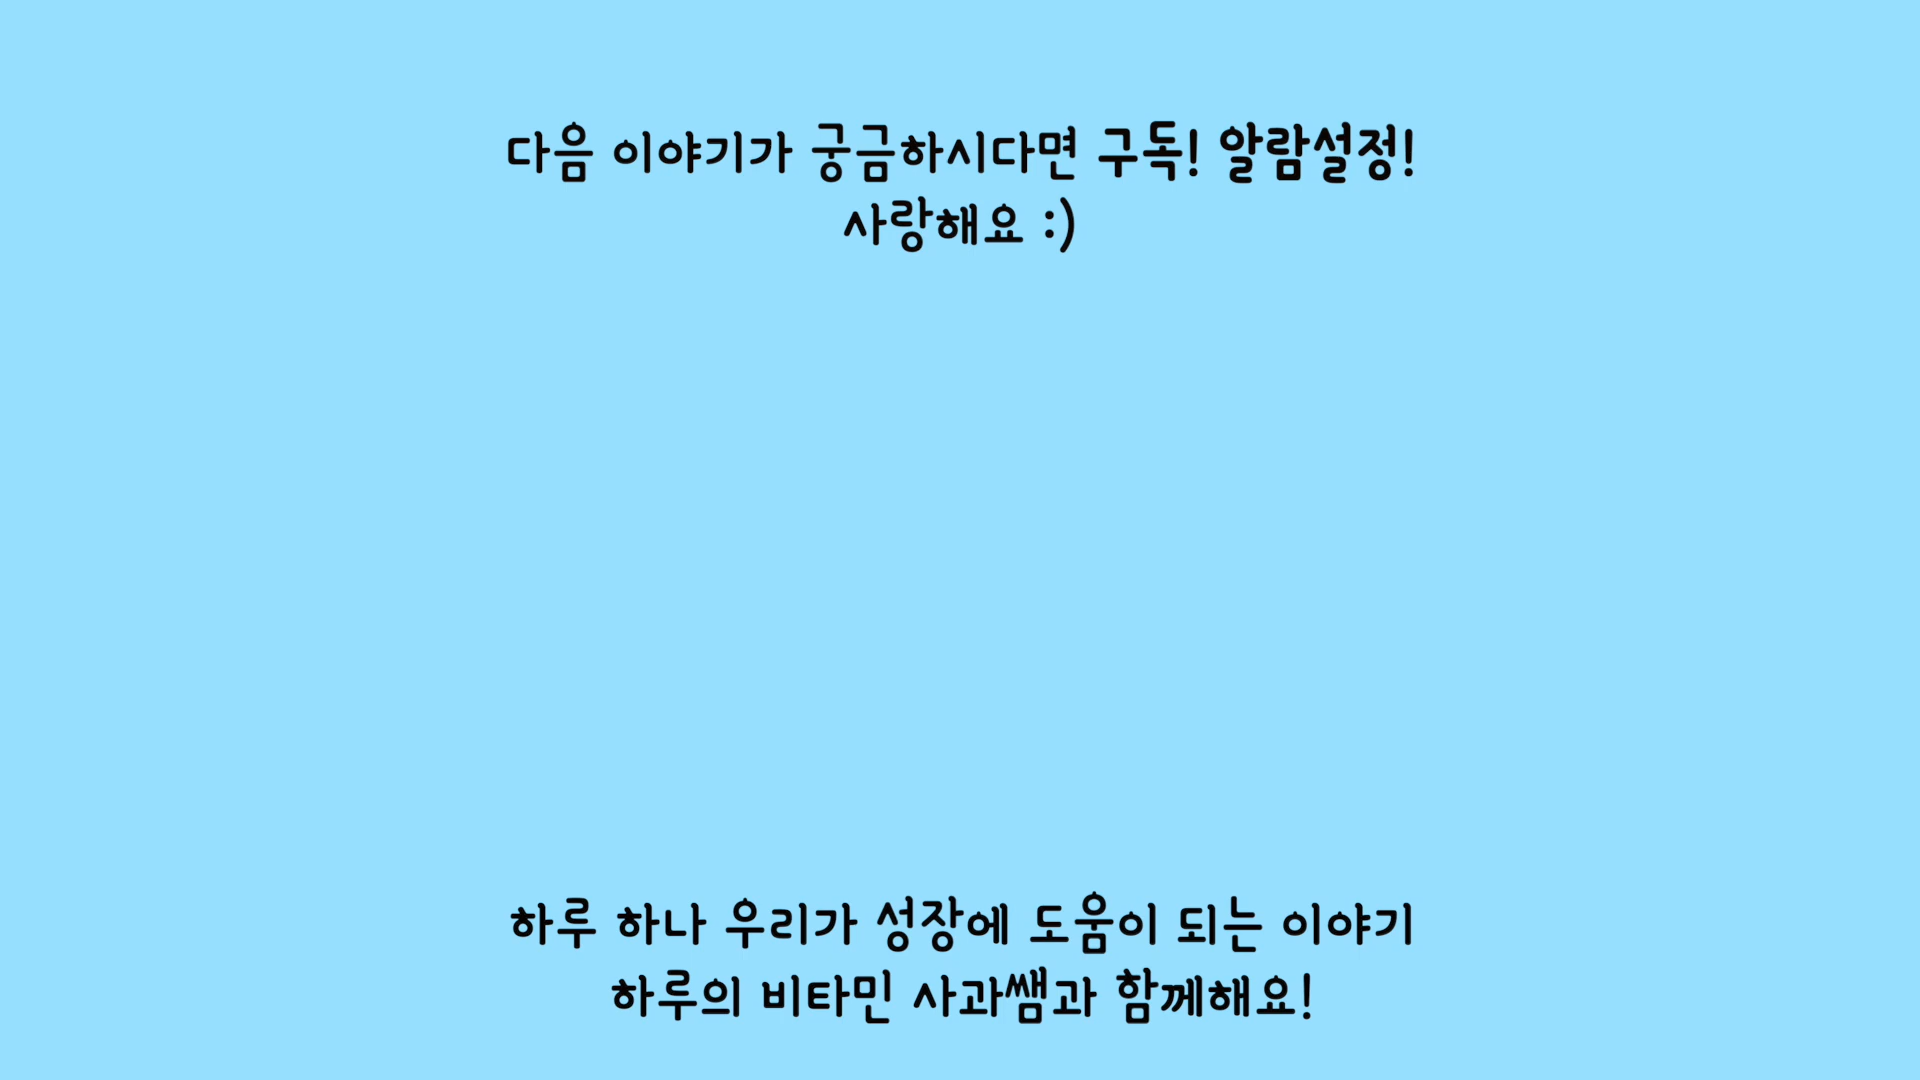 다음 이야기가 궁금하시다면 구독! 알람설정!
사랑해요 :)
하루 하나 우리가 성장에 도움이 되는 이야기
하루의 비타민 사과쌤과 함께해요!